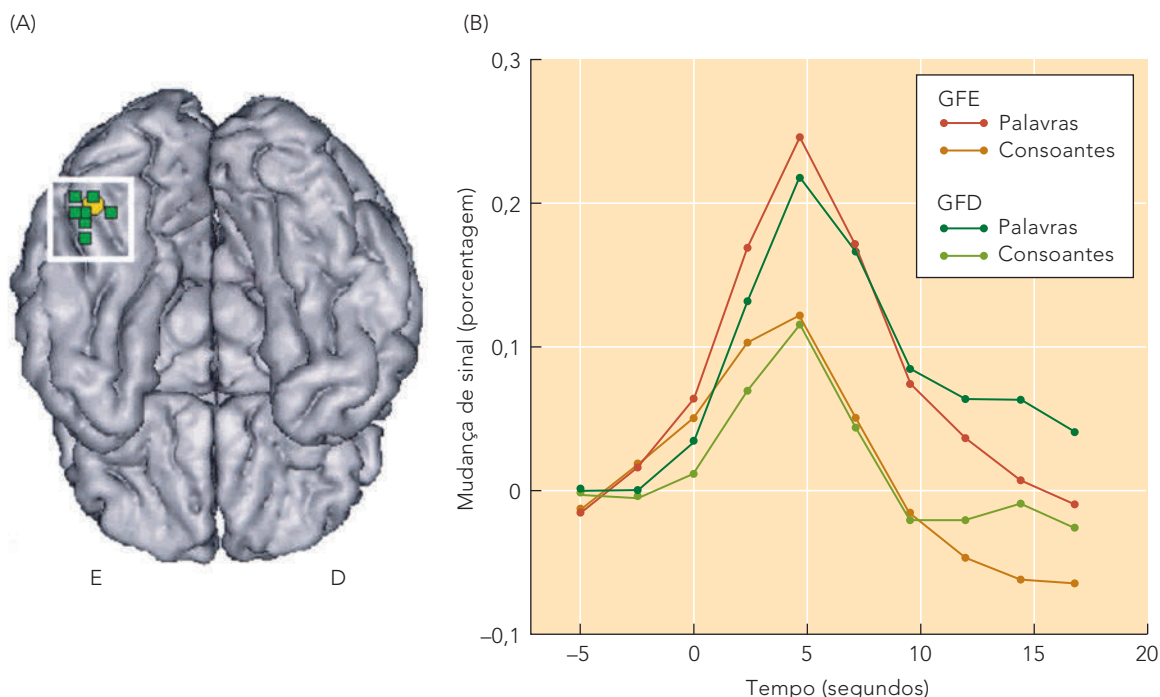 (A)
E
D
(B)
Mudança de sinal (porcentagem)
0,3
0,2
0,1
0
–0,1
–5
0
5
10
15
20
Tempo (segundos)
GFE
Palavras
Consoantes
GFD
Palavras
Consoantes